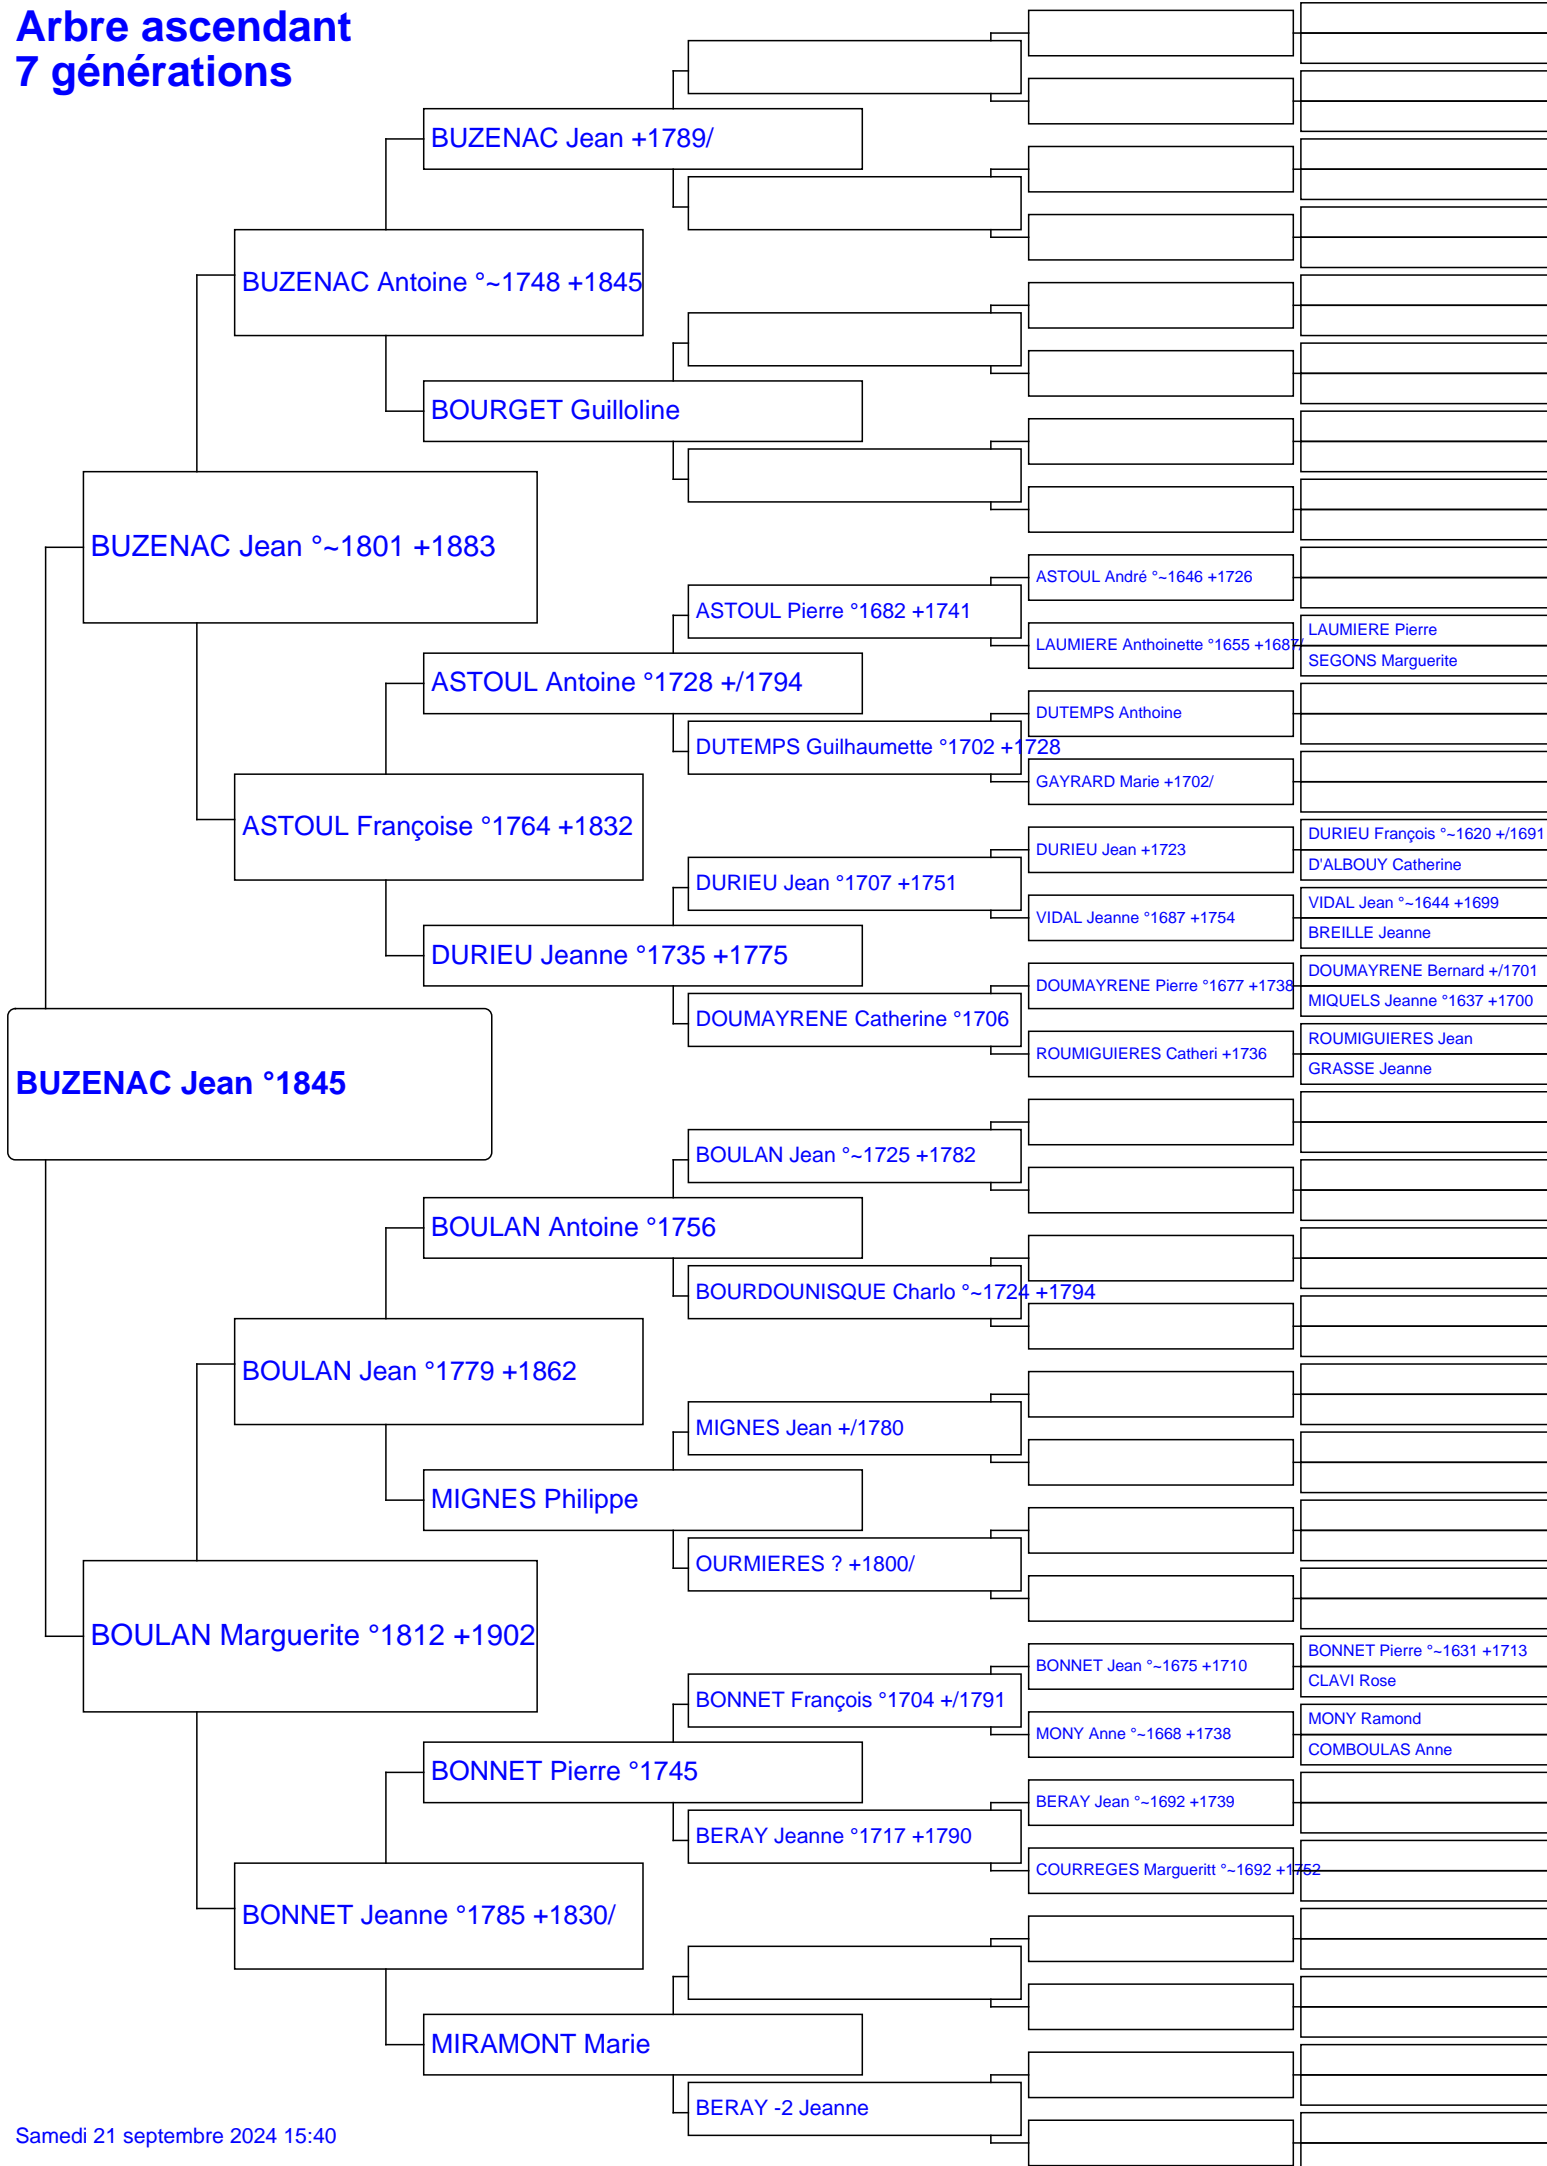 Arbre ascendant
7 générations
BUZENAC Jean +1789/
BUZENAC Antoine °~1748 +1845
BOURGET Guilloline
BUZENAC Jean °~1801 +1883
ASTOUL André °~1646 +1726
ASTOUL Pierre °1682 +1741
LAUMIERE Anthoinette °1655 +1687/
LAUMIERE Pierre
SEGONS Marguerite
ASTOUL Antoine °1728 +/1794
DUTEMPS Anthoine
DUTEMPS Guilhaumette °1702 +1728
GAYRARD Marie +1702/
ASTOUL Françoise °1764 +1832
DURIEU François °~1620 +/1691
DURIEU Jean +1723
D'ALBOUY Catherine
DURIEU Jean °1707 +1751
VIDAL Jean °~1644 +1699
VIDAL Jeanne °1687 +1754
BREILLE Jeanne
DURIEU Jeanne °1735 +1775
DOUMAYRENE Bernard +/1701
DOUMAYRENE Pierre °1677 +1738
MIQUELS Jeanne °1637 +1700
DOUMAYRENE Catherine °1706
ROUMIGUIERES Jean
ROUMIGUIERES Catheri +1736
GRASSE Jeanne
BUZENAC Jean °1845
BOULAN Jean °~1725 +1782
BOULAN Antoine °1756
BOURDOUNISQUE Charlo °~1724 +1794
BOULAN Jean °1779 +1862
MIGNES Jean +/1780
MIGNES Philippe
OURMIERES ? +1800/
BOULAN Marguerite °1812 +1902
BONNET Pierre °~1631 +1713
BONNET Jean °~1675 +1710
CLAVI Rose
BONNET François °1704 +/1791
MONY Ramond
MONY Anne °~1668 +1738
COMBOULAS Anne
BONNET Pierre °1745
BERAY Jean °~1692 +1739
BERAY Jeanne °1717 +1790
COURREGES Margueritt °~1692 +1752
BONNET Jeanne °1785 +1830/
MIRAMONT Marie
BERAY -2 Jeanne
Samedi 21 septembre 2024 15:40